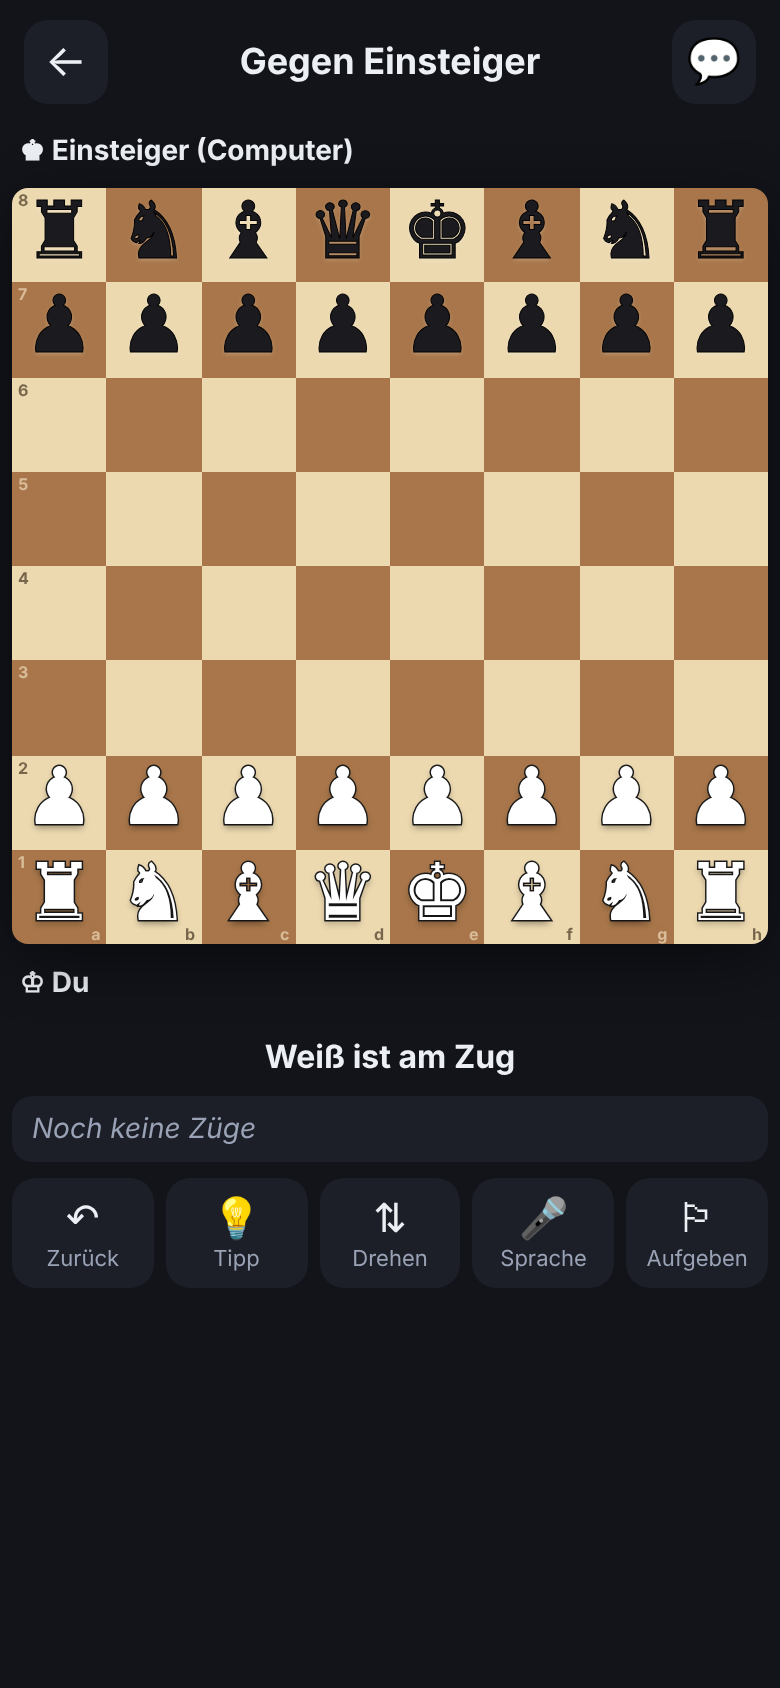 Gegen Einsteiger
Einsteiger (Computer)
8
7
6
5
4
3
2
1
a b c d e f g h
Du
Weiß ist am Zug
Noch keine Züge
Zurück Tipp Drehen Sprache Aufgeben